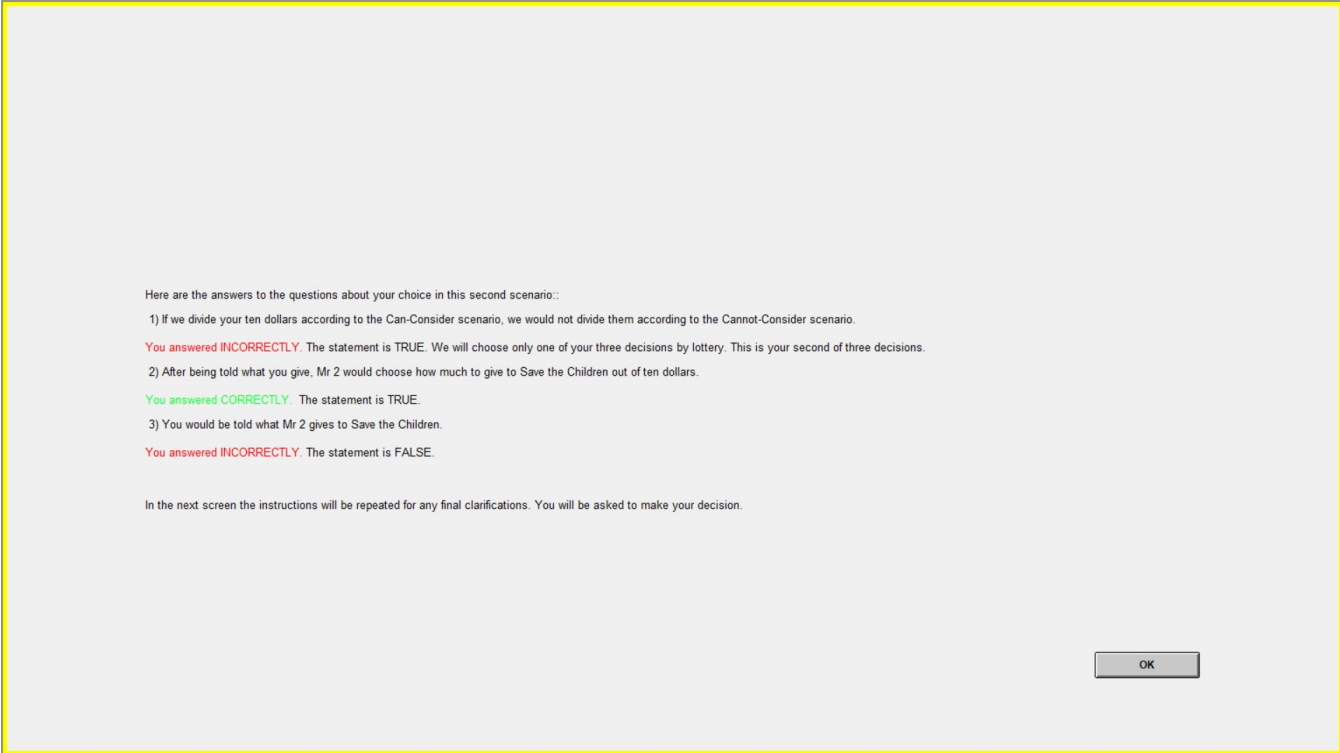 Here are the answers to the questions about your choice in this second scenario::
1) If we divide your ten dollars according to the Can-Consider scenario, we would not divide them according to the Cannot-Consider scenario.
You answered INCORRECTLY. The statement is TRUE. We will choose only one of your three decisions by lottery. This is your second of three decisions.
2) After being told what you give, Mr 2 would choose how much to give to Save the Children out of ten dollars.
You answered CORRECTLY. The statement is TRUE.
3) You would be told what Mr 2 gives to Save the Children.
You answered INCORRECTLY. The statement is FALSE.
In the next screen the instructions will be repeated for any final clarifications. You will be asked to make your decision.
OK